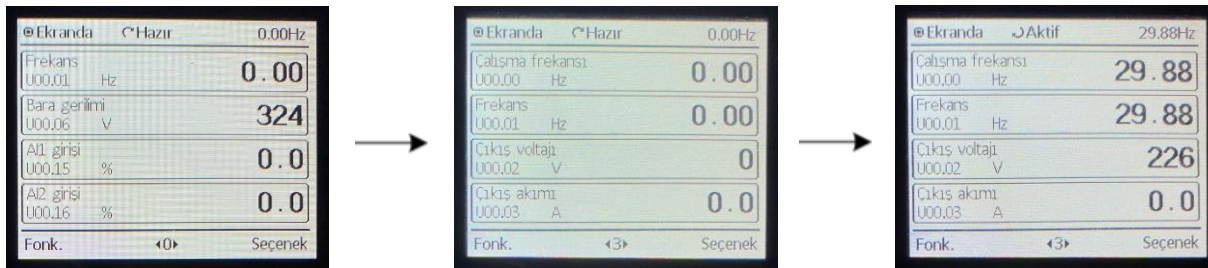 Ekranda Hazır 0.00Hz
Frekans
U00.01 Hz 0.00
Bara gerilimi
U00.06 V 324
AI1 girişi
U00.15 % 0.0
AI2 girişi
U00.16 % 0.0
Fonk. 0 Seçenek
Ekranda Hazır 0.00Hz
Çalışma frekansı
U00.00 Hz 0.00
Frekans
U00.01 Hz 0.00
Çıkış voltajı
U00.02 V 0
Çıkış akımı
U00.03 A 0.0
Fonk. 3 Seçenek
Ekranda Aktif 29.88Hz
Çalışma frekansı
U00.00 Hz 29.88
Frekans
U00.01 Hz 29.88
Çıkış voltajı
U00.02 V 226
Çıkış akımı
U00.03 A 0.0
Fonk. 3 Seçenek